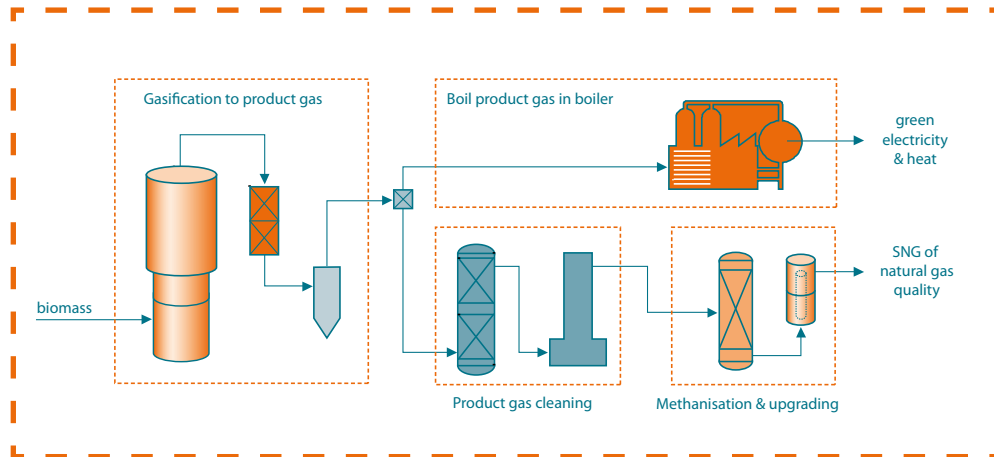 Gasification to product gas
Boil product gas in boiler
green
electricity
& heat
SNG of
natural gas
quality
biomass
Product gas cleaning
Methanisation & upgrading